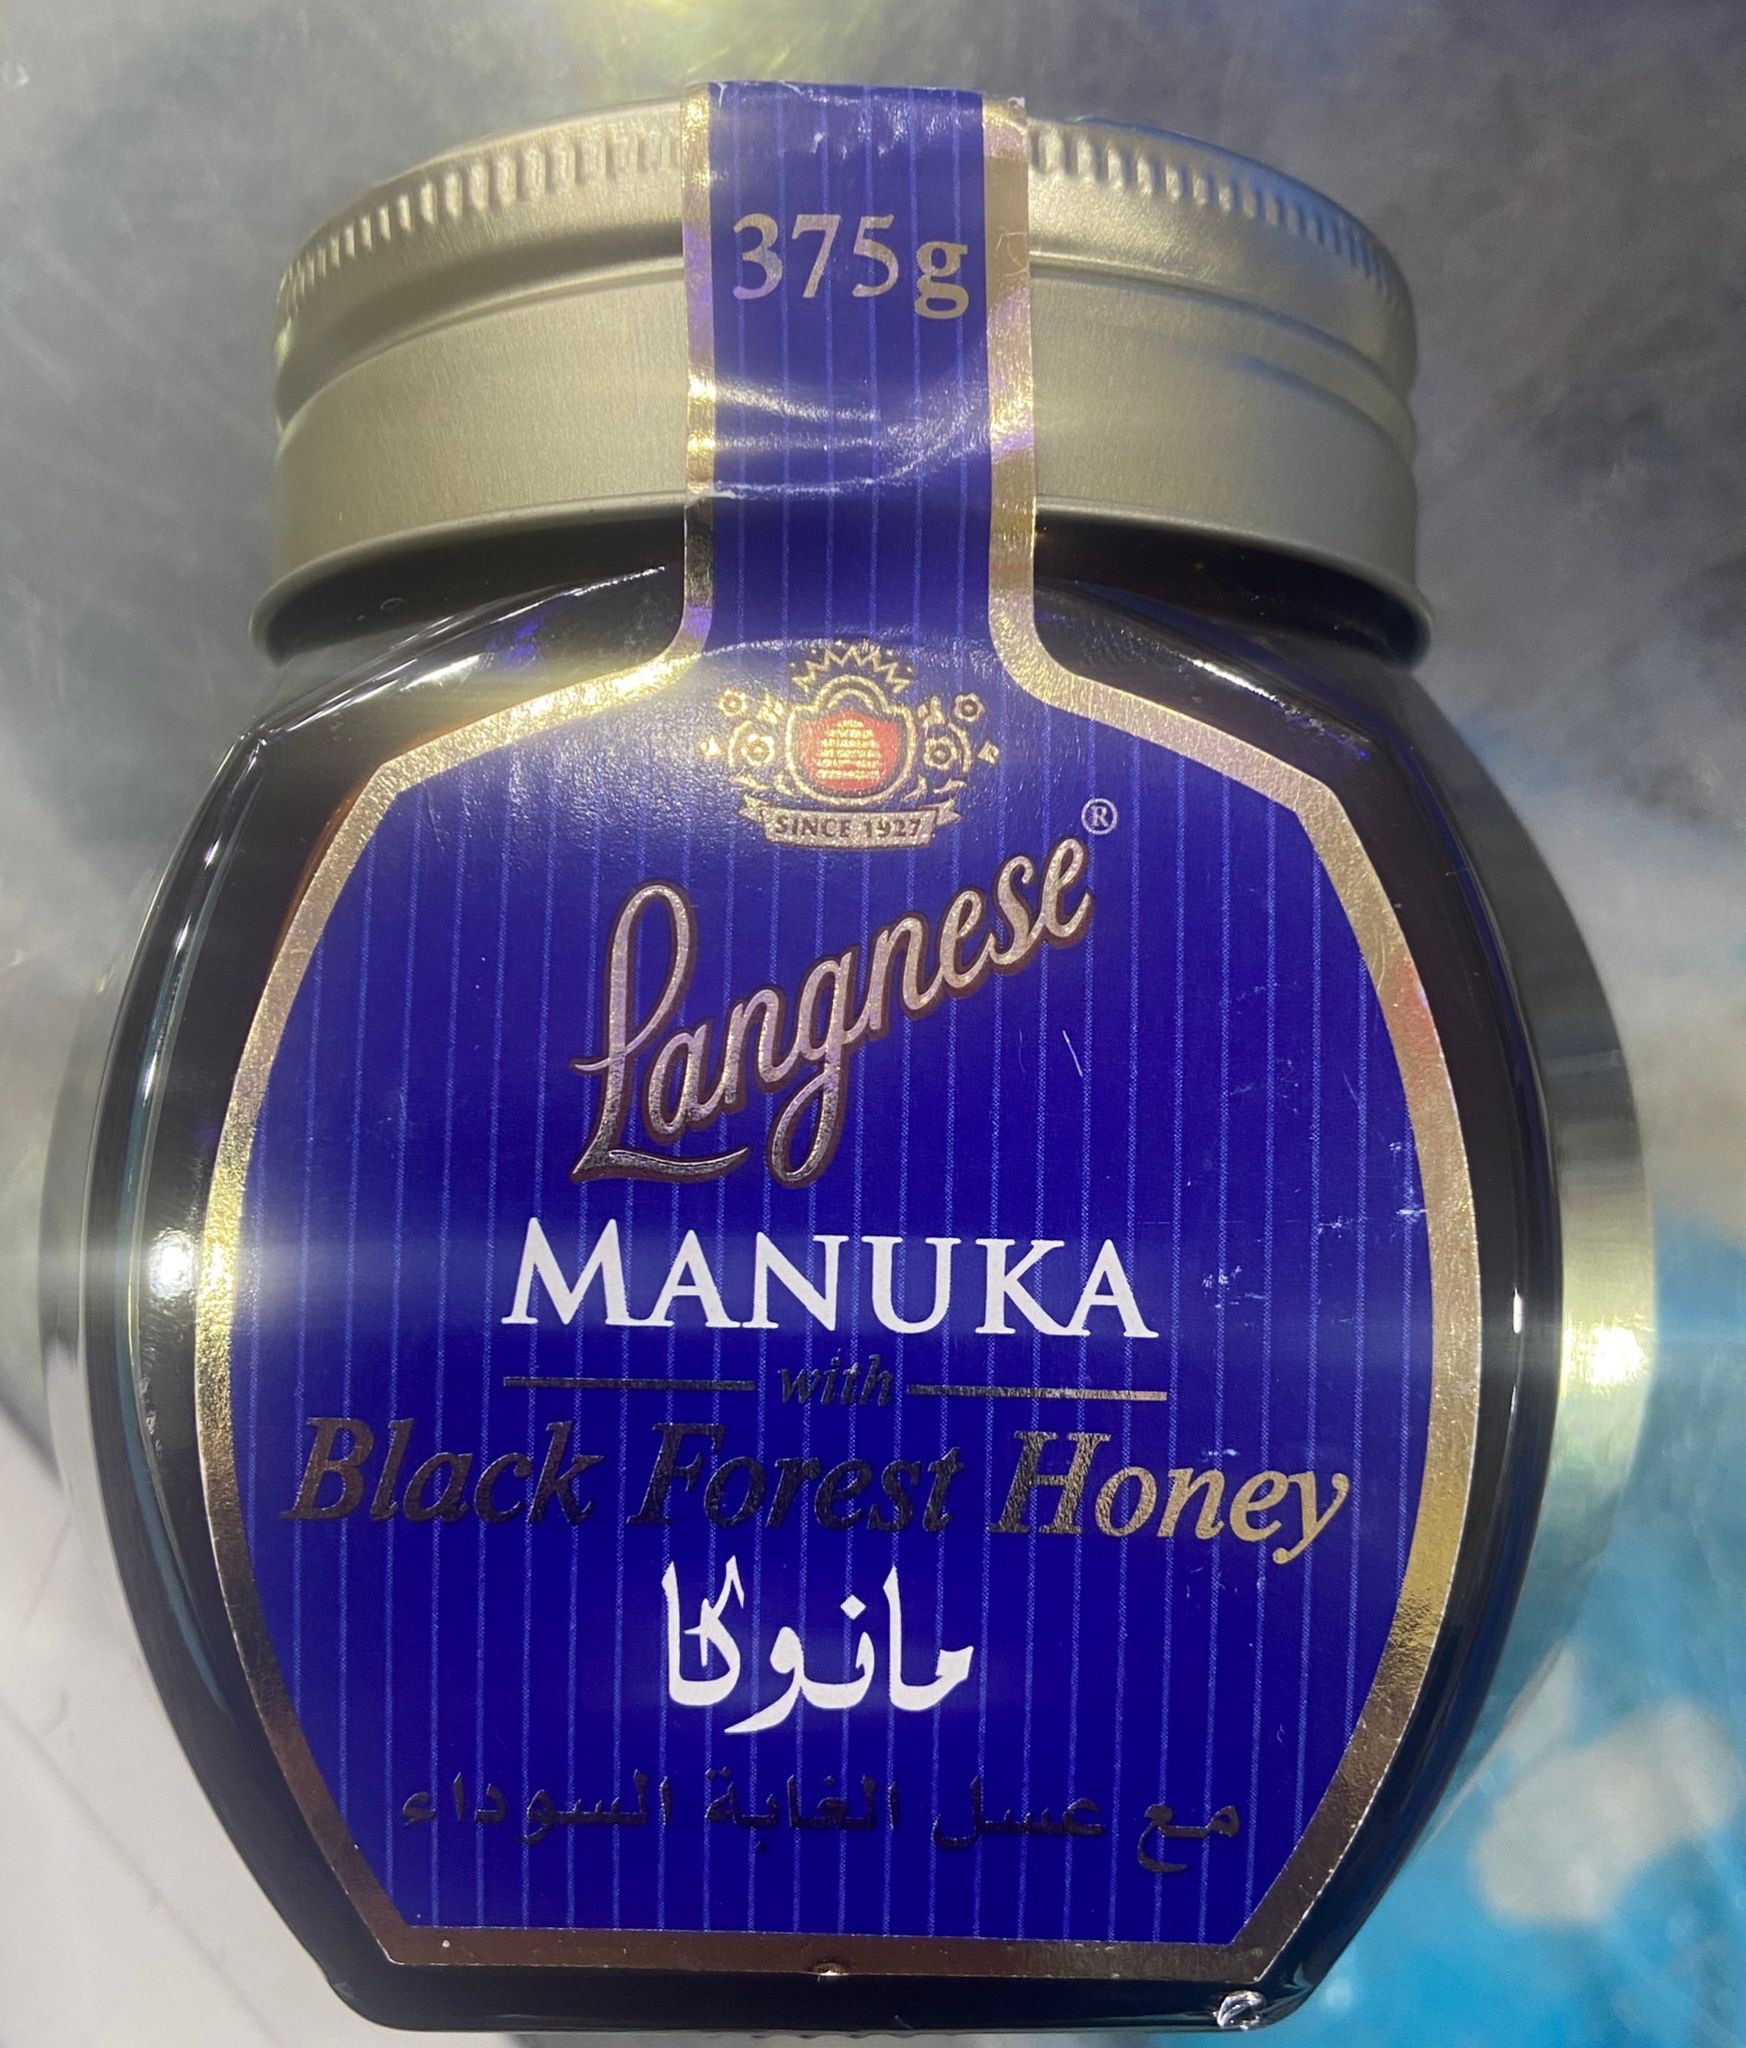 375g
SINCE 1927
Langnese®
MANUKA
with
Black Forest Honey
مانوكا
مع عسل الغابة السوداء